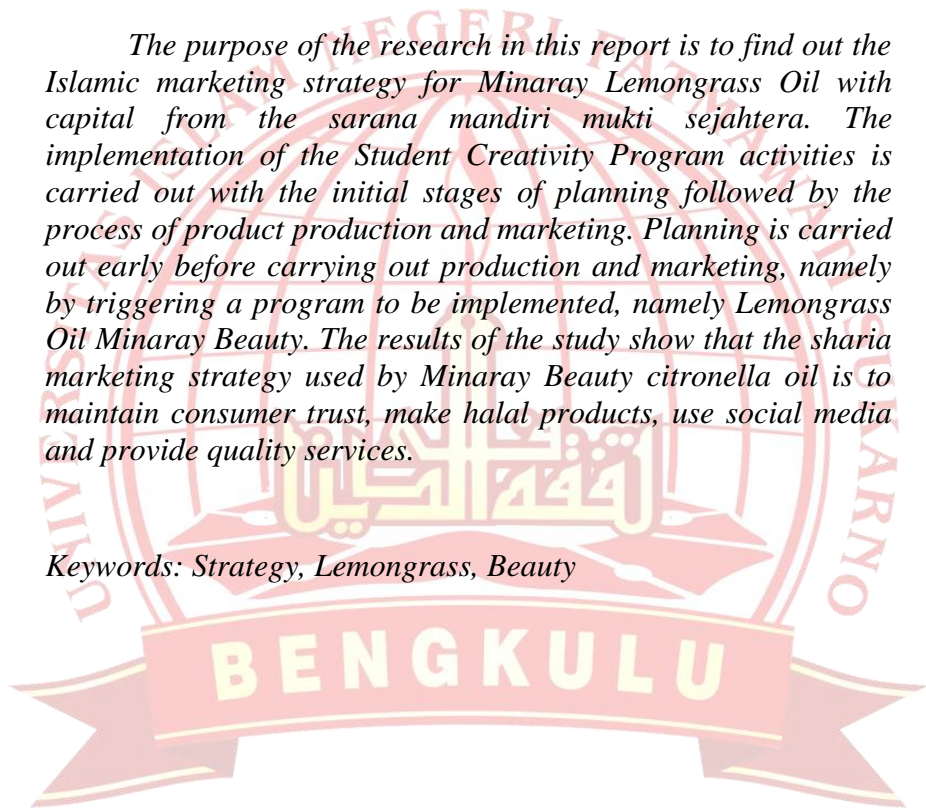 The purpose of the research in this report is to find out the
Islamic marketing strategy for Minaray Lemongrass Oil with
capital from the sarana mandiri mukti sejahtera. The
implementation of the Student Creativity Program activities is
carried out with the initial stages of planning followed by the
process of product production and marketing. Planning is carried
out early before carrying out production and marketing, namely
by triggering a program to be implemented, namely Lemongrass
Oil Minaray Beauty. The results of the study show that the sharia
marketing strategy used by Minaray Beauty citronella oil is to
maintain consumer trust, make halal products, use social media
and provide quality services.
Keywords: Strategy, Lemongrass, Beauty
UNIVERSITAS ISLAM NEGERI FATMAWATI SUKARNO
BENGKULU